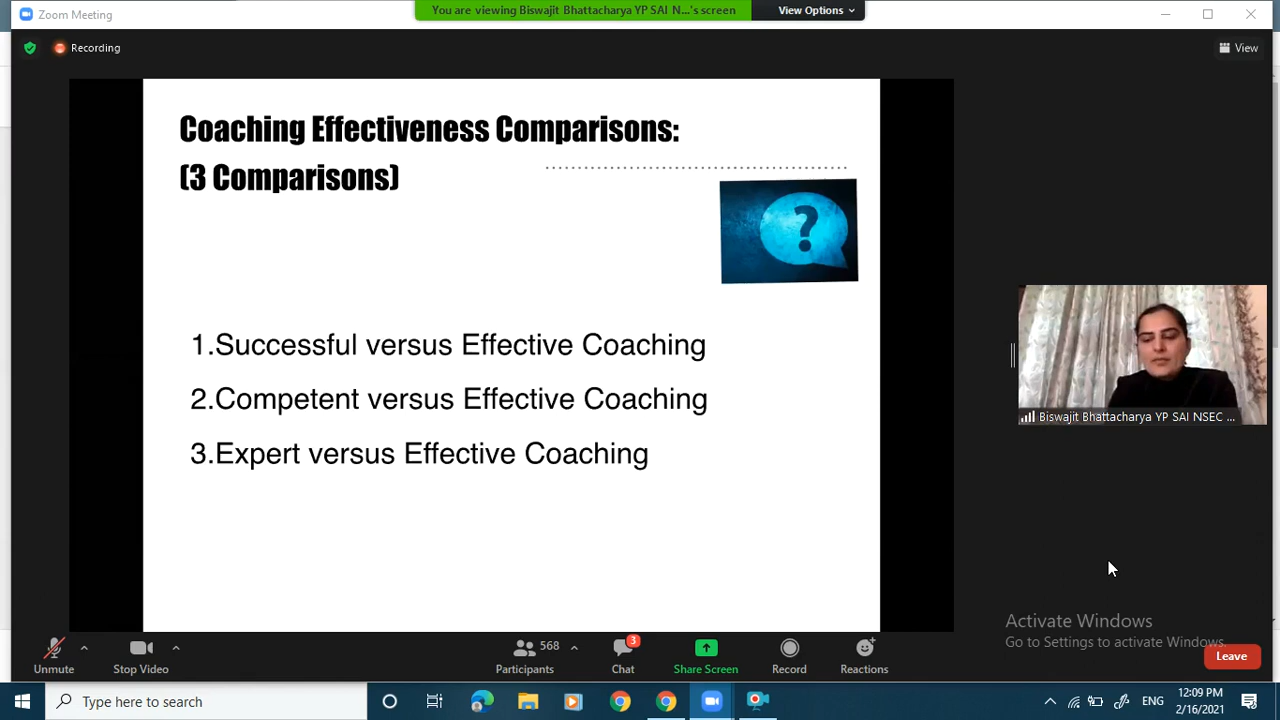 Zoom Meeting
You are viewing Biswajit Bhattacharya YP SAI N...'s screen
View Options
Recording
View
Coaching Effectiveness Comparisons:
(3 Comparisons)
?
1.Successful versus Effective Coaching
2.Competent versus Effective Coaching
3.Expert versus Effective Coaching
Biswajit Bhattacharya YP SAI NSEC ...
Activate Windows
Go to Settings to activate Windows.
Unmute
Stop Video
568
Participants
3
Chat
Share Screen
Record
Reactions
Leave
Type here to search
ENG
12:09 PM
2/16/2021